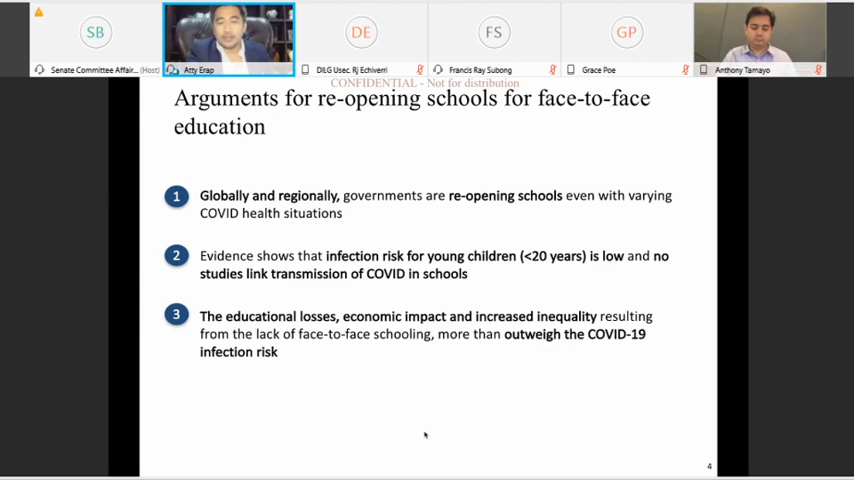 SB
DE
FS
GP
Senate Committee Affair... (Host)
Atty Erap
DILG Usec. Rj Echiverri
Francis Ray Subong
Grace Poe
Anthony Tamayo
CONFIDENTIAL - Not for distribution
Arguments for re-opening schools for face-to-face
education
1
Globally and regionally, governments are re-opening schools even with varying
COVID health situations
2
Evidence shows that infection risk for young children (<20 years) is low and no
studies link transmission of COVID in schools
3
The educational losses, economic impact and increased inequality resulting
from the lack of face-to-face schooling, more than outweigh the COVID-19
infection risk
4